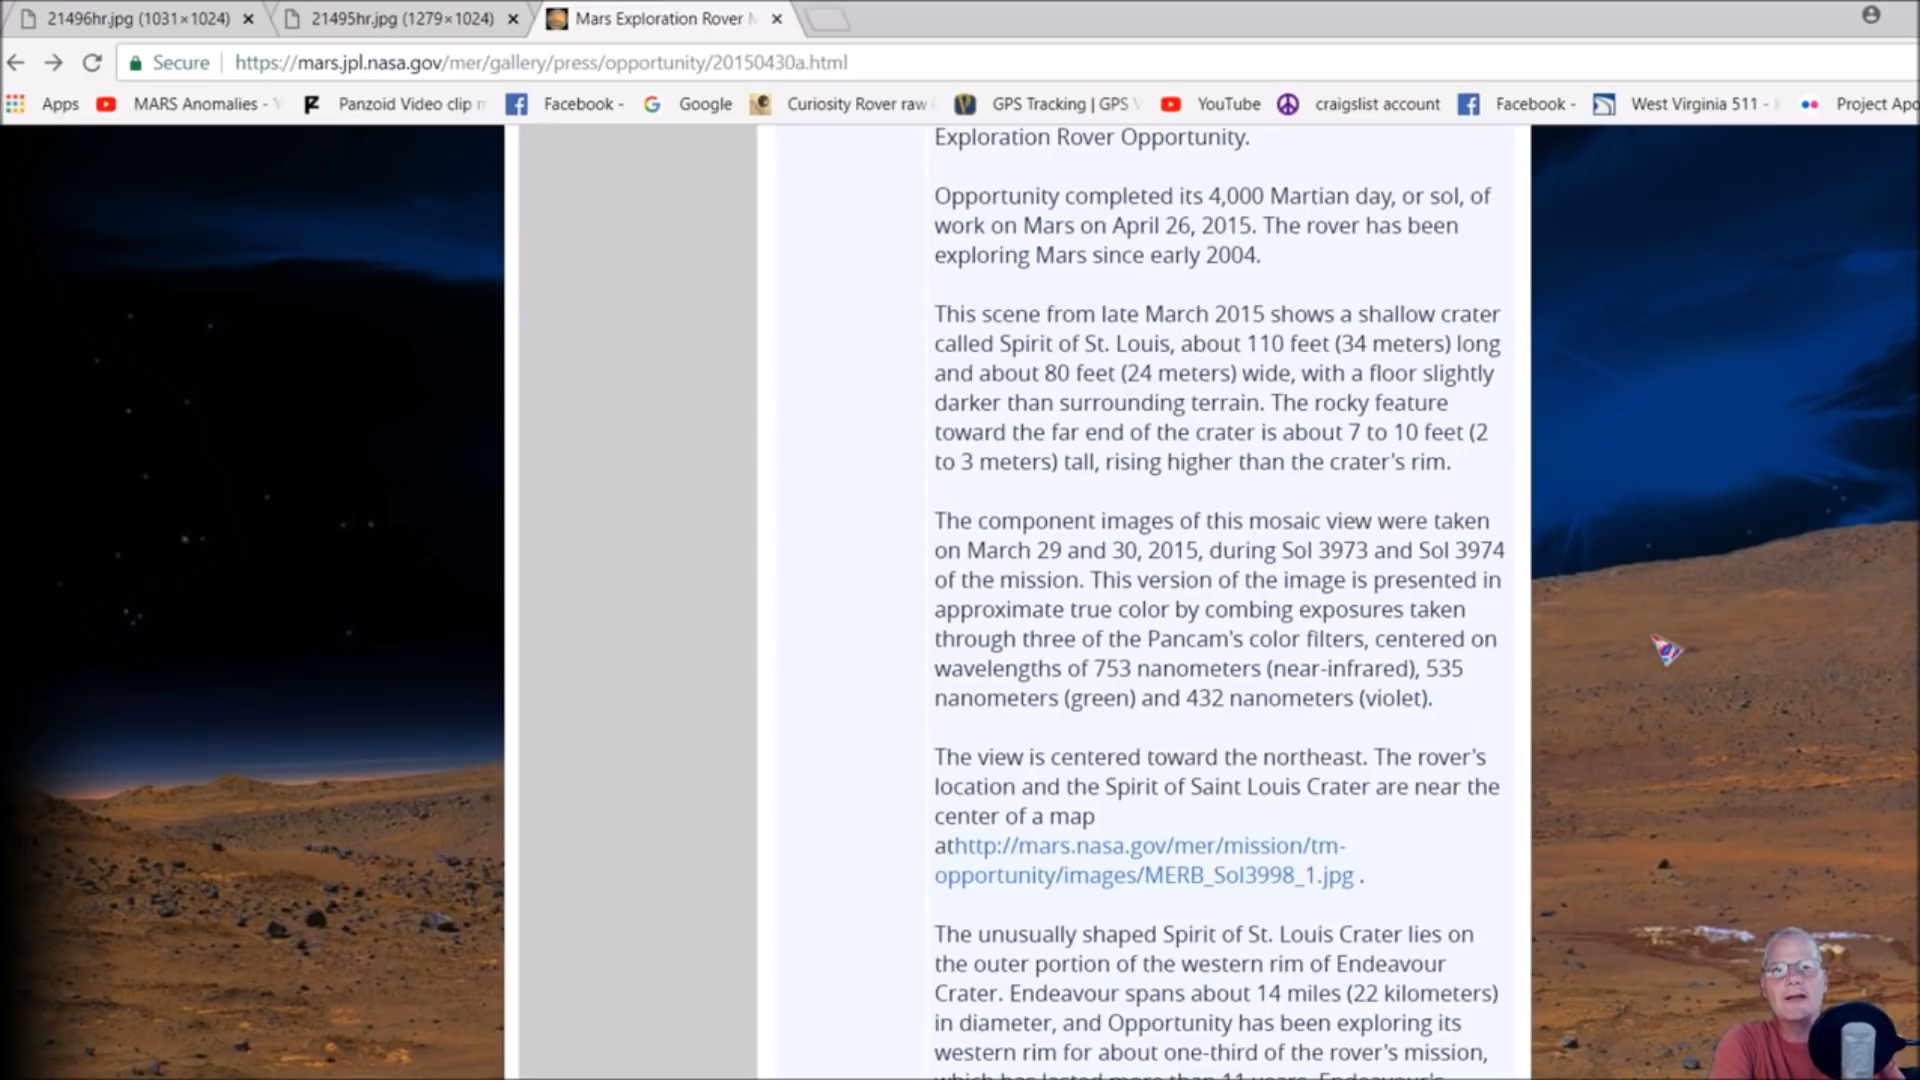 21496hr.jpg (1031×1024)
21495hr.jpg (1279×1024)
Mars Exploration Rover
Secure
https://mars.jpl.nasa.gov/mer/gallery/press/opportunity/20150430a.html
Apps
MARS Anomalies -
Panzoid Video clip
Facebook -
Google
Curiosity Rover raw
GPS Tracking | GPS
YouTube
craigslist account
Facebook -
West Virginia 511 -
Project Apo
Exploration Rover Opportunity.
Opportunity completed its 4,000 Martian day, or sol, of
work on Mars on April 26, 2015. The rover has been
exploring Mars since early 2004.
This scene from late March 2015 shows a shallow crater
called Spirit of St. Louis, about 110 feet (34 meters) long
and about 80 feet (24 meters) wide, with a floor slightly
darker than surrounding terrain. The rocky feature
toward the far end of the crater is about 7 to 10 feet (2
to 3 meters) tall, rising higher than the crater's rim.
The component images of this mosaic view were taken
on March 29 and 30, 2015, during Sol 3973 and Sol 3974
of the mission. This version of the image is presented in
approximate true color by combing exposures taken
through three of the Pancam's color filters, centered on
wavelengths of 753 nanometers (near-infrared), 535
nanometers (green) and 432 nanometers (violet).
The view is centered toward the northeast. The rover's
location and the Spirit of Saint Louis Crater are near the
center of a map
athttp://mars.nasa.gov/mer/mission/tm-
opportunity/images/MERB_Sol3998_1.jpg .
The unusually shaped Spirit of St. Louis Crater lies on
the outer portion of the western rim of Endeavour
Crater. Endeavour spans about 14 miles (22 kilometers)
in diameter, and Opportunity has been exploring its
western rim for about one-third of the rover's mission,
which has lasted more than 11 years. Endeavour's